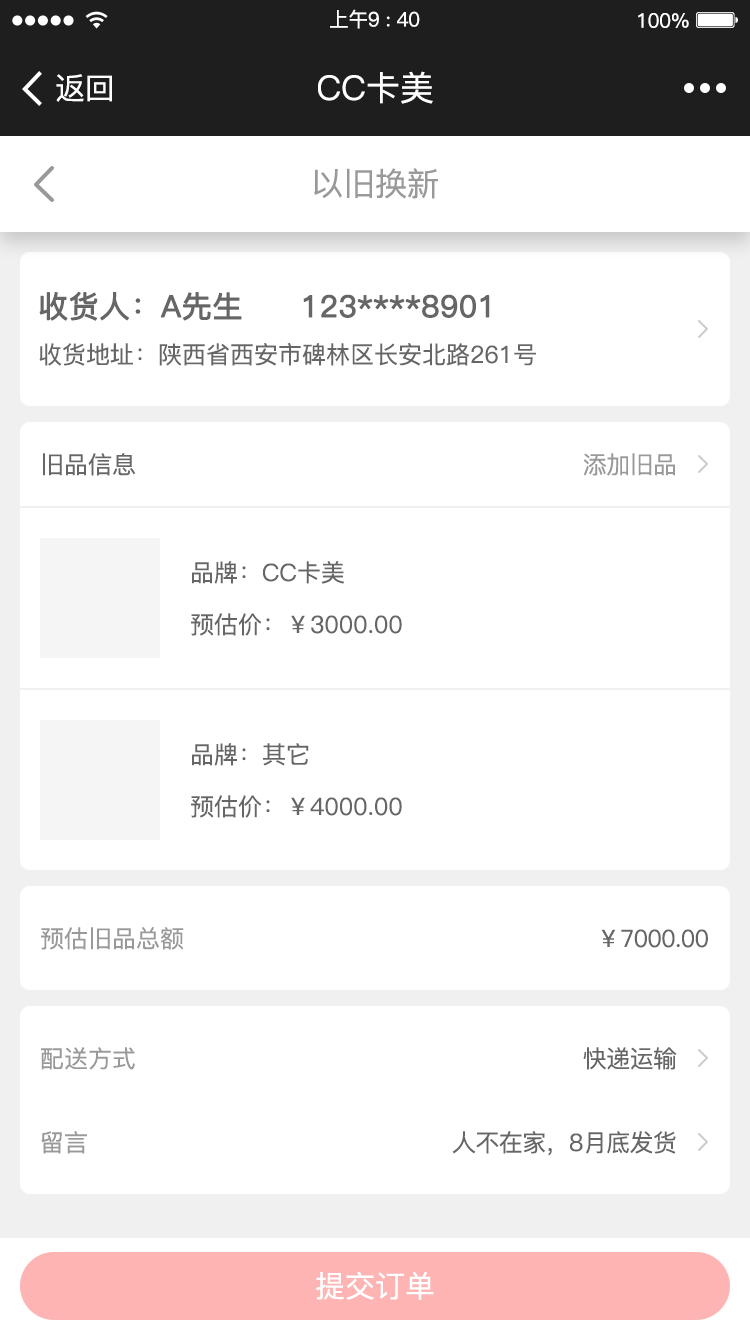 上午9 : 40
100%
返回
CC卡美
以旧换新
收货人：A先生 123****8901
收货地址：陕西省西安市碑林区长安北路261号
旧品信息
添加旧品
品牌：CC卡美
预估价：￥3000.00
品牌：其它
预估价：￥4000.00
预估旧品总额
￥7000.00
配送方式
快递运输
留言
人不在家，8月底发货
提交订单